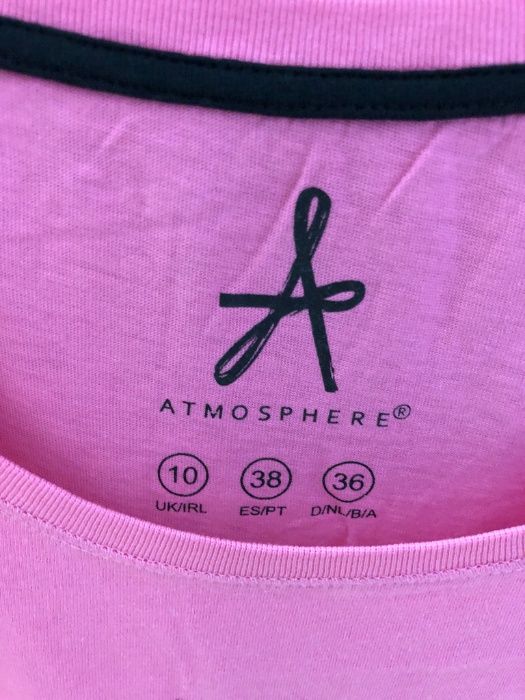 ATMOSPHERE®
10 38 36
UK/IRL ES/PT D/NL/B/A